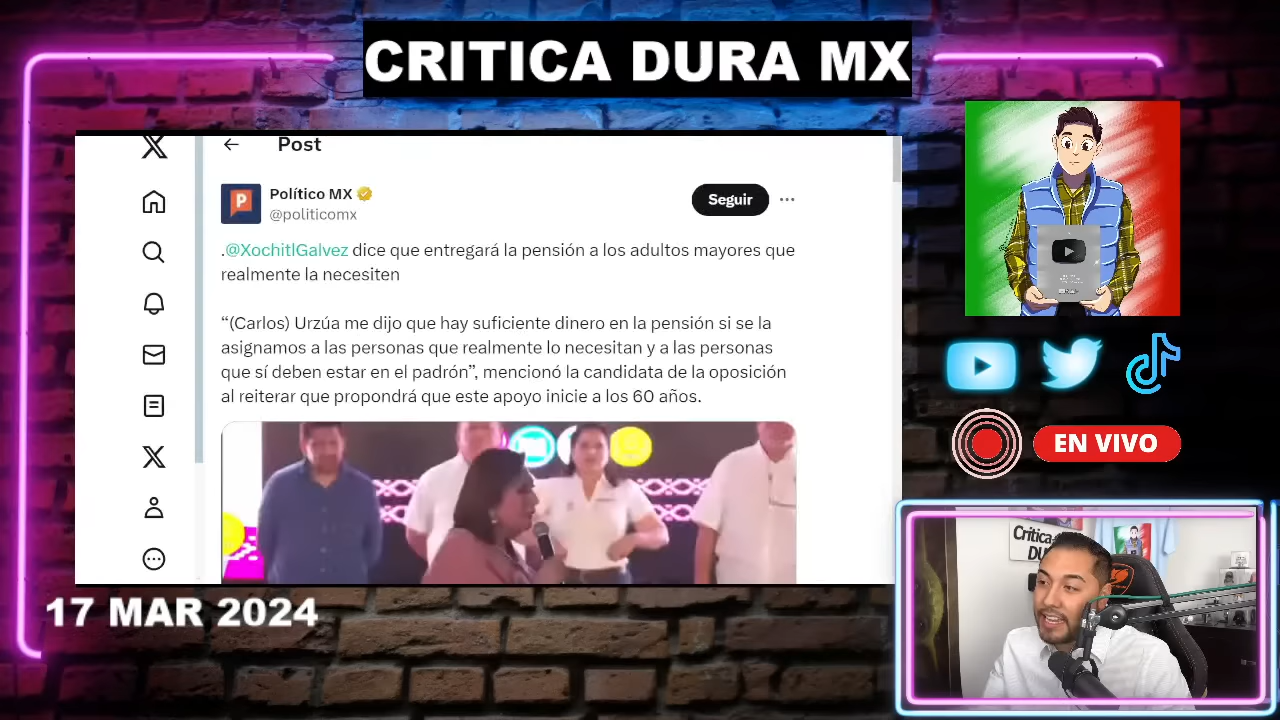 CRITICA DURA MX
Post
Político MX
@politicomx
Seguir
.@XochitlGalvez dice que entregará la pensión a los adultos mayores que
realmente la necesiten
“(Carlos) Urzúa me dijo que hay suficiente dinero en la pensión si se la
asignamos a las personas que realmente lo necesitan y a las personas
que sí deben estar en el padrón”, mencionó la candidata de la oposición
al reiterar que propondrá que este apoyo inicie a los 60 años.
EN VIVO
17 MAR 2024
Crítica
DU